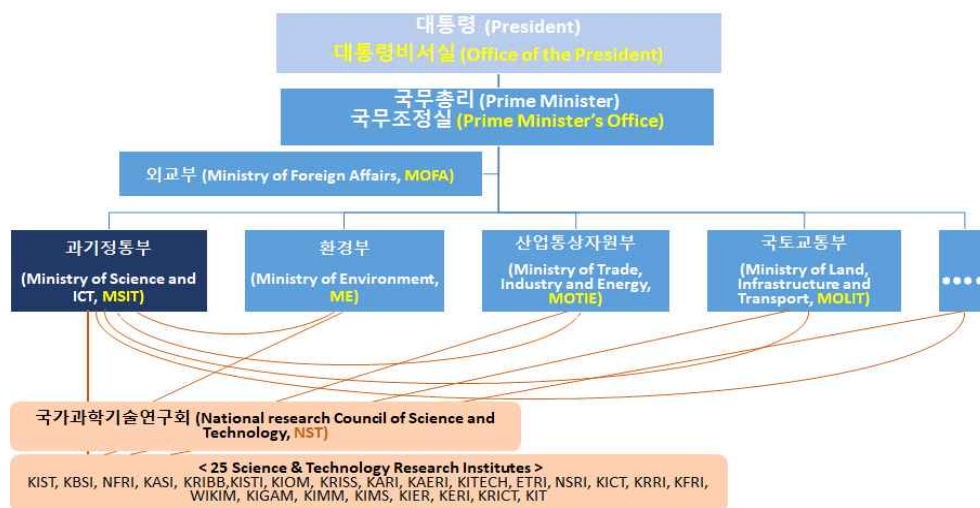 대통령 (President)
대통령비서실 (Office of the President)
국무총리 (Prime Minister)
국무조정실 (Prime Minister's Office)
외교부 (Ministry of Foreign Affairs, MOFA)
과기정통부
(Ministry of Science and
ICT, MSIT)
환경부
(Ministry of Environment,
ME)
산업통상자원부
(Ministry of Trade,
Industry and Energy,
MOTIE)
국토교통부
(Ministry of Land,
Infrastructure and
Transport, MOLIT)
••••
국가과학기술연구회 (National research Council of Science and
Technology, NST)
< 25 Science & Technology Research Institutes >
KIST, KBSI, NFRI, KASI, KRIBB,KISTI, KIOM, KRISS, KARI, KAERI, KITECH, ETRI, NSRI, KICT, KRRI, KFRI,
WIKIM, KIGAM, KIMM, KIMS, KIER, KERI, KRICT, KIT